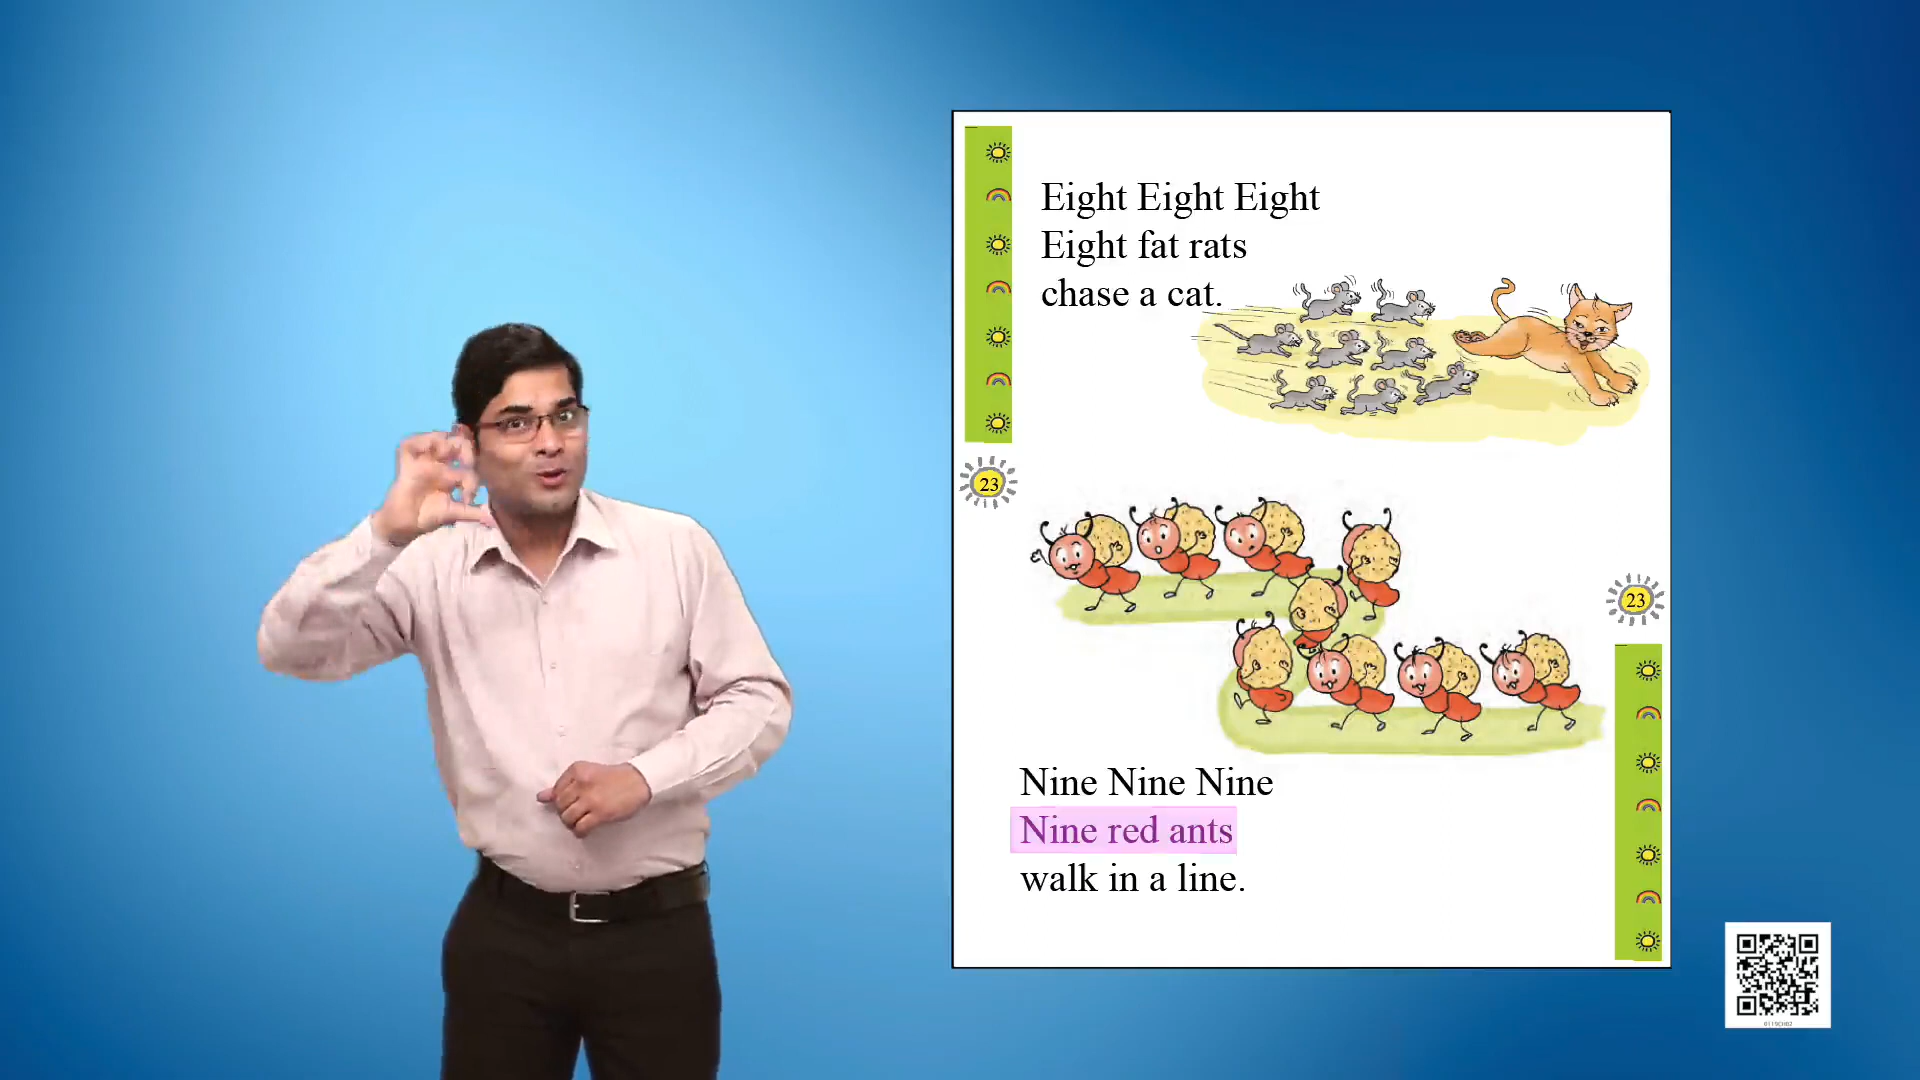 Eight Eight Eight
Eight fat rats
chase a cat.
23
23
Nine Nine Nine
Nine red ants
walk in a line.